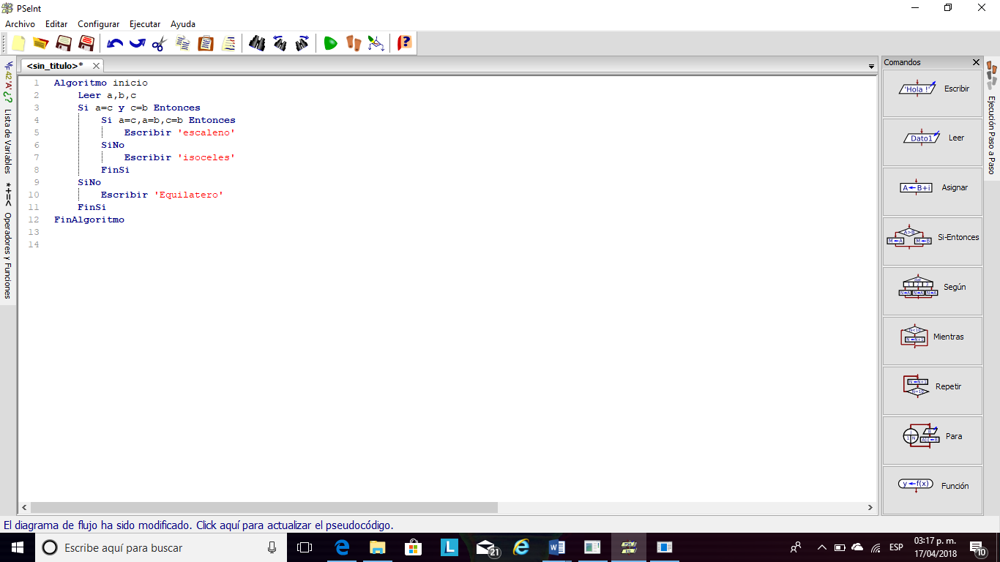 PSeInt
Archivo Editar Configurar Ejecutar Ayuda
<sin_titulo>*
1 Algoritmo inicio
2 Leer a,b,c
3 Si a=c y c=b Entonces
4 Si a=c,a=b,c=b Entonces
5 Escribir 'escaleno'
6 SiNo
7 Escribir 'isoceles'
8 FinSi
9 SiNo
10 Escribir 'Equilatero'
11 FinSi
12 FinAlgoritmo
13
14
Lista de Variables
*+=< Operadores y Funciones
Comandos
'Hola !' Escribir
Dato1 Leer
A B+i Asignar
A>B M A M B Si-Entonces
Según
Mientras
Repetir
Para
y f(x) Función
Ejecución Paso a Paso
El diagrama de flujo ha sido modificado. Click aquí para actualizar el pseudocódigo.
Escribe aquí para buscar
L
21
ESP
03:17 p. m.
17/04/2018
10